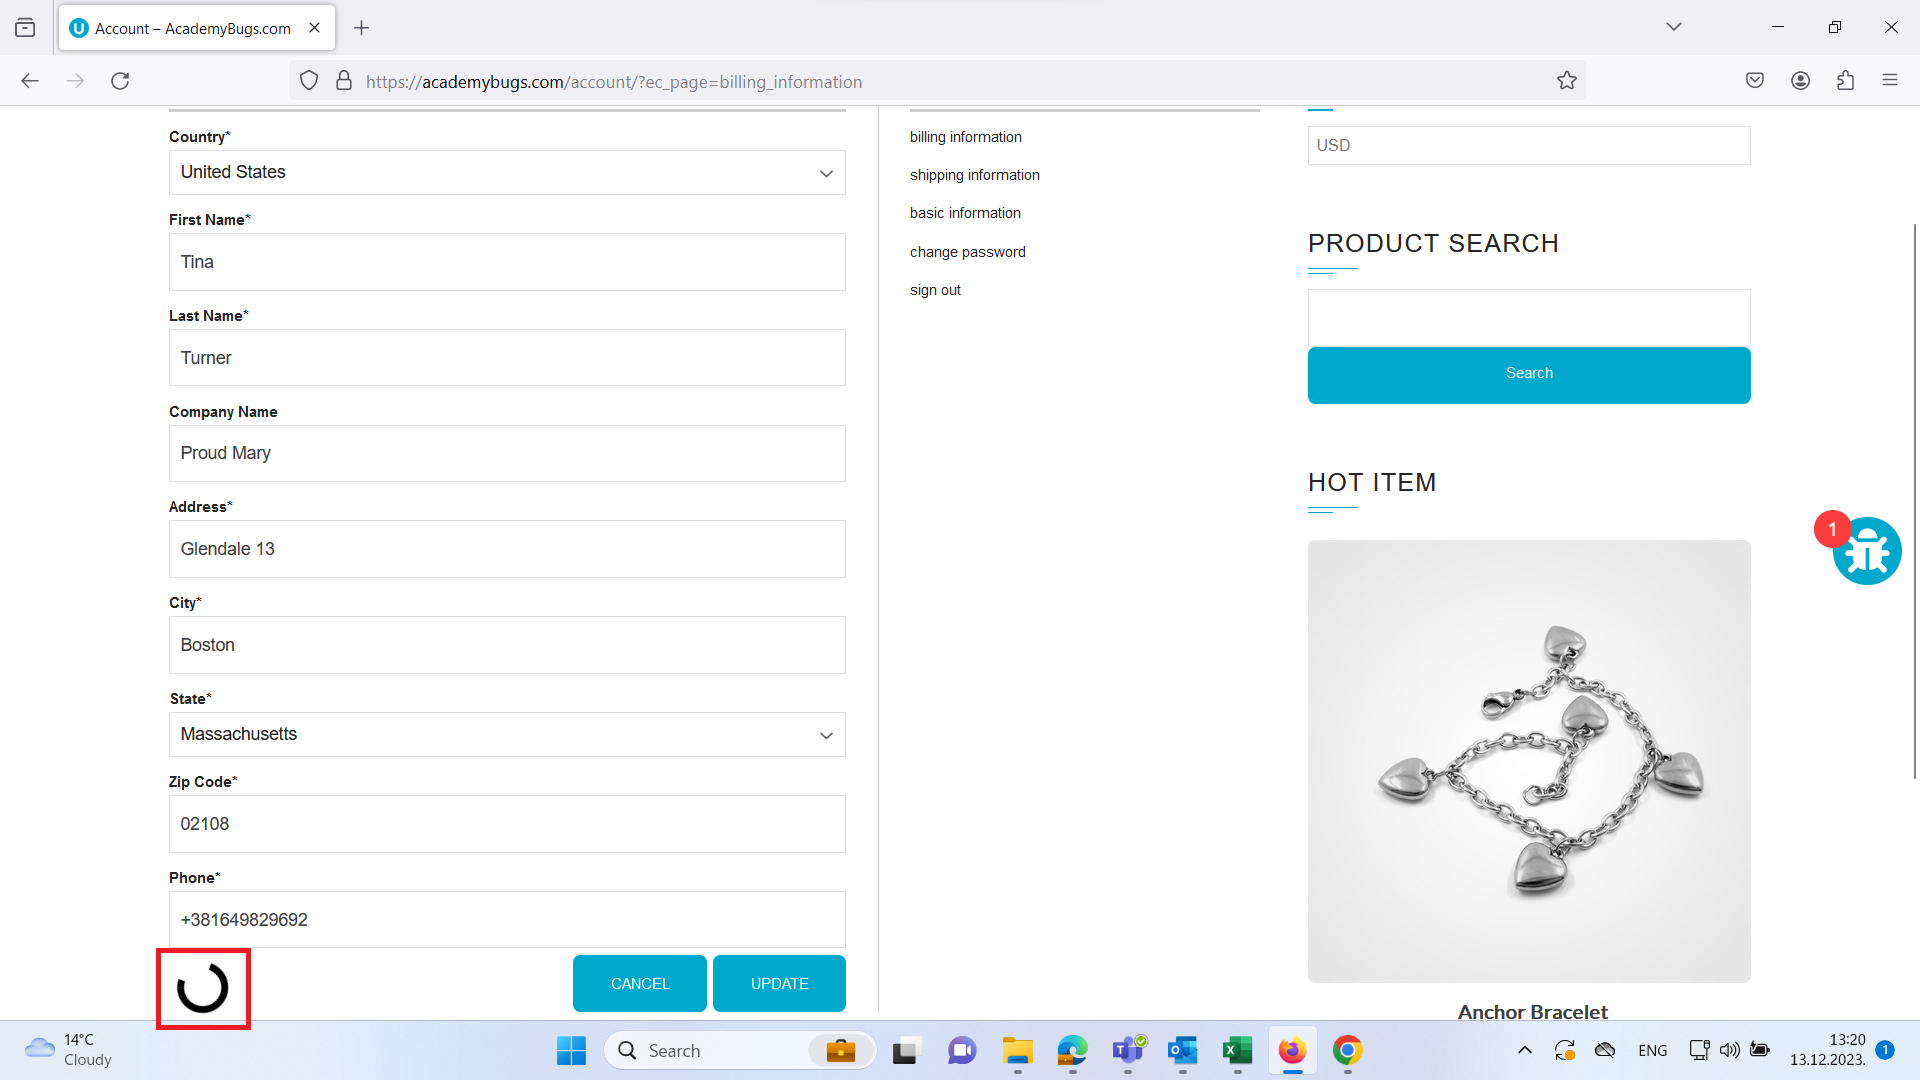 Account – AcademyBugs.com
https://academybugs.com/account/?ec_page=billing_information
Country*
United States
First Name*
Tina
Last Name*
Turner
Company Name
Proud Mary
Address*
Glendale 13
City*
Boston
State*
Massachusetts
Zip Code*
02108
Phone*
+381649829692
CANCEL
UPDATE
billing information
shipping information
basic information
change password
sign out
USD
PRODUCT SEARCH
Search
HOT ITEM
1
Anchor Bracelet
14°C
Cloudy
Search
ENG
13:20
13.12.2023.
1